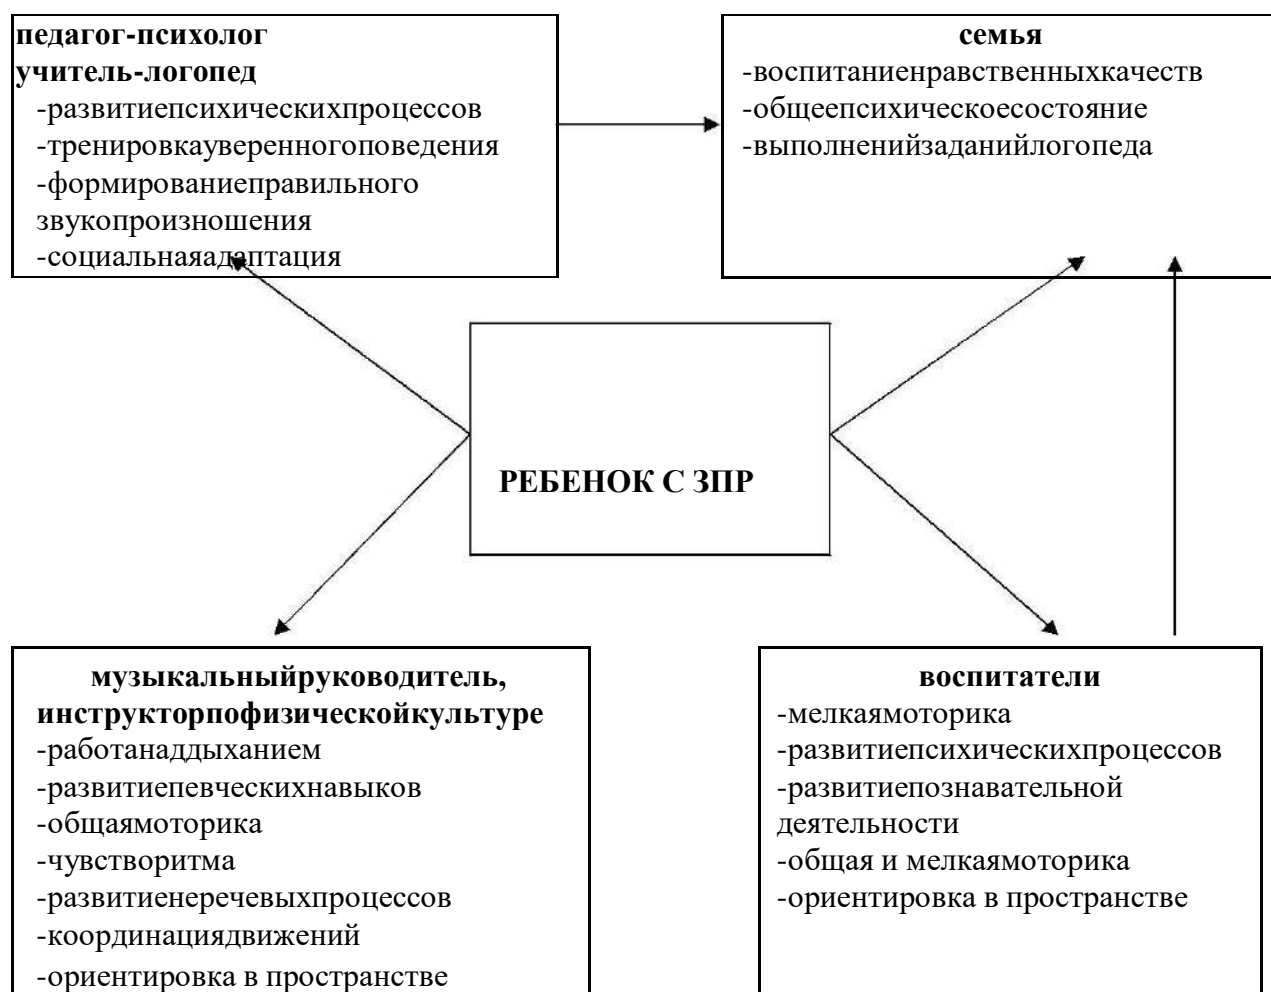 педагог-психолог
учитель-логопед
-развитиепсихическихпроцессов
-тренировкауверенногоповедения
-формированиеправильного
звукопроизношения
-социальнаяадаптация
семья
-воспитаниенравственныхкачеств
-общеепсихическоесостояние
-выполненийзаданийлогопеда
РЕБЕНОК С ЗПР
музыкальныйруководитель,
инструкторпофизическойкультуре
-работанаддыханием
-развитиепевческихнавыков
-общаямоторика
-чувстворитма
-развитиенеречевыхпроцессов
-координациядвижений
-ориентировка в пространстве
воспитатели
-мелкаямоторика
-развитиепсихическихпроцессов
-развитиепознавательной
деятельности
-общая и мелкаямоторика
-ориентировка в пространстве